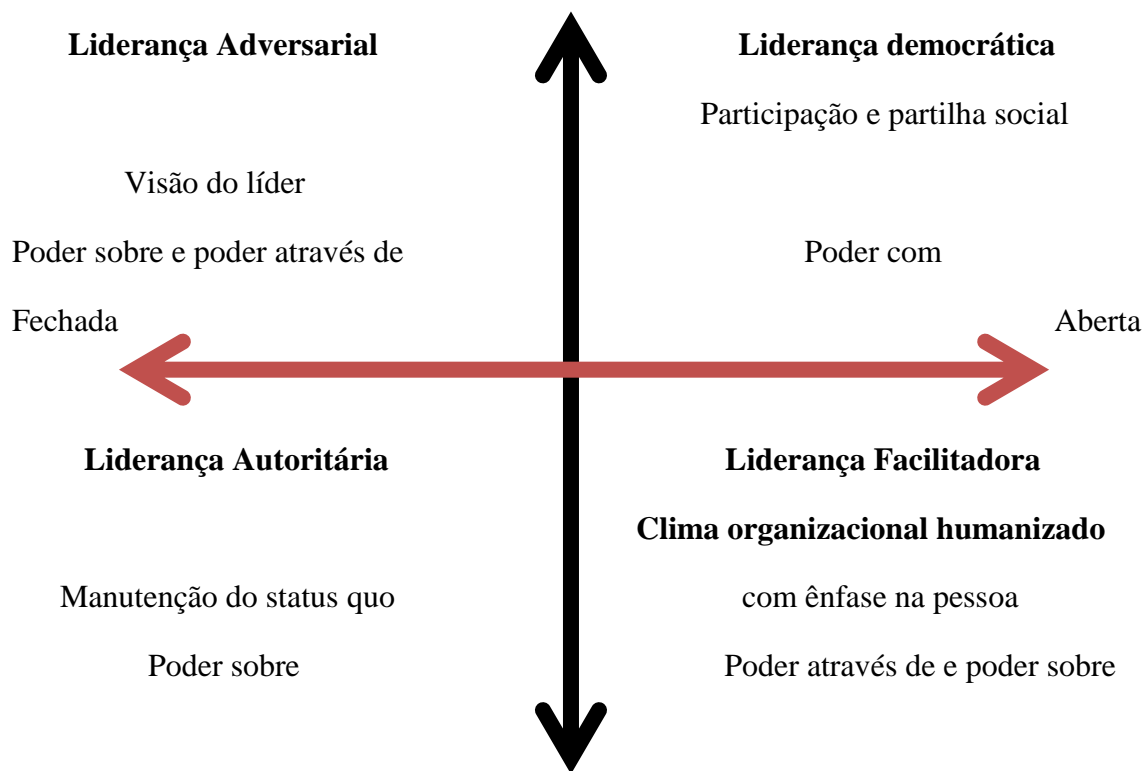 Liderança Adversarial
Visão do líder
Poder sobre e poder através de
Fechada
Liderança democrática
Participação e partilha social
Poder com
Aberta
Liderança Autoritária
Manutenção do status quo
Poder sobre
Liderança Facilitadora
Clima organizacional humanizado
com ênfase na pessoa
Poder através de e poder sobre